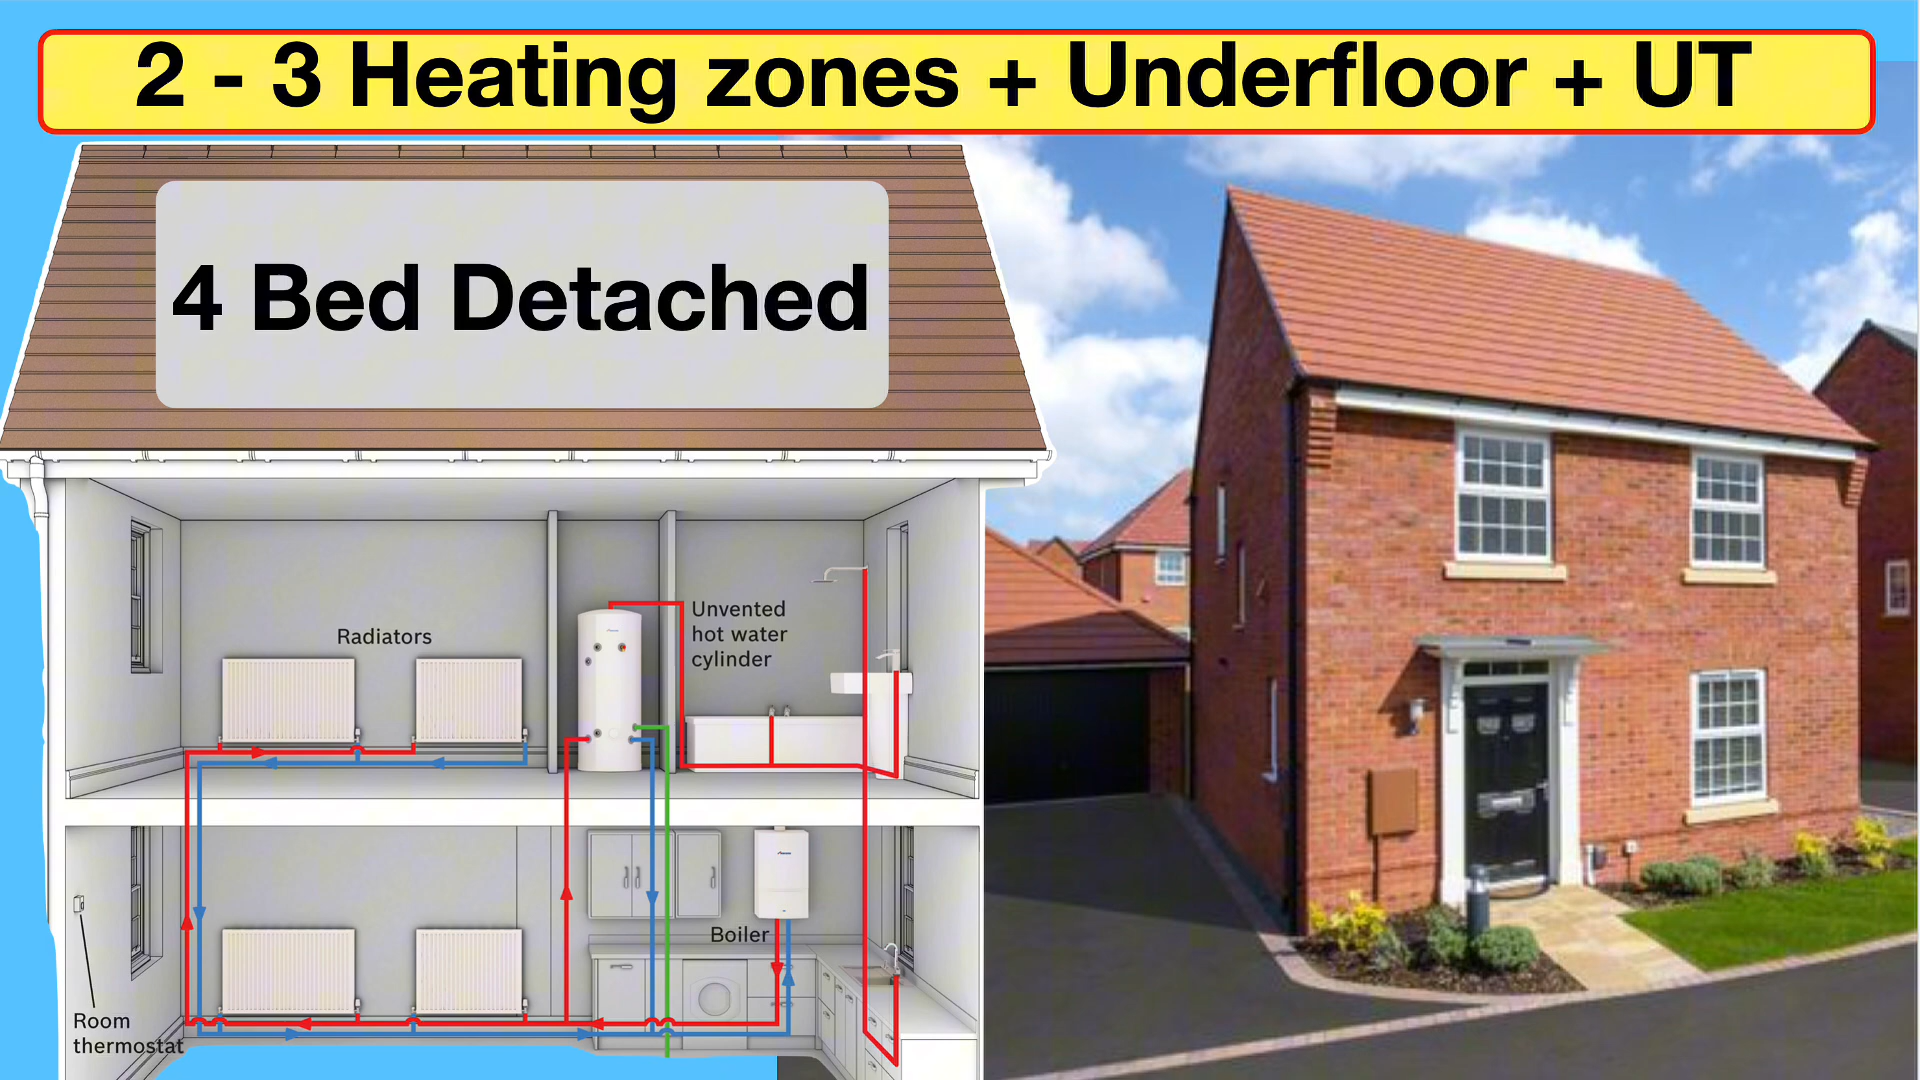 2 - 3 Heating zones + Underfloor + UT
4 Bed Detached
Unvented
hot water
cylinder
Radiators
Boiler
Room
thermostat